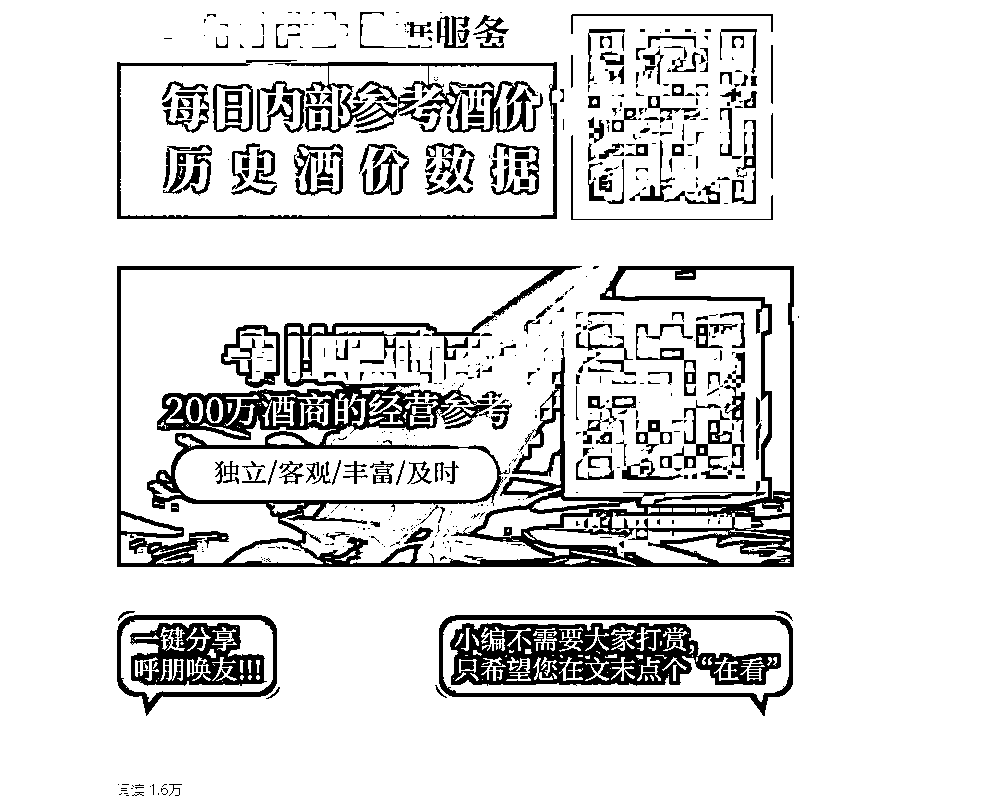 服务
每日内部参考酒价
历史酒价数据
200万酒商的经营参考
独立/客观/丰富/及时
一键分享
呼朋唤友!!!
小编不需要大家打赏,
只希望您在文末点个“在看”
阅读 1.6万